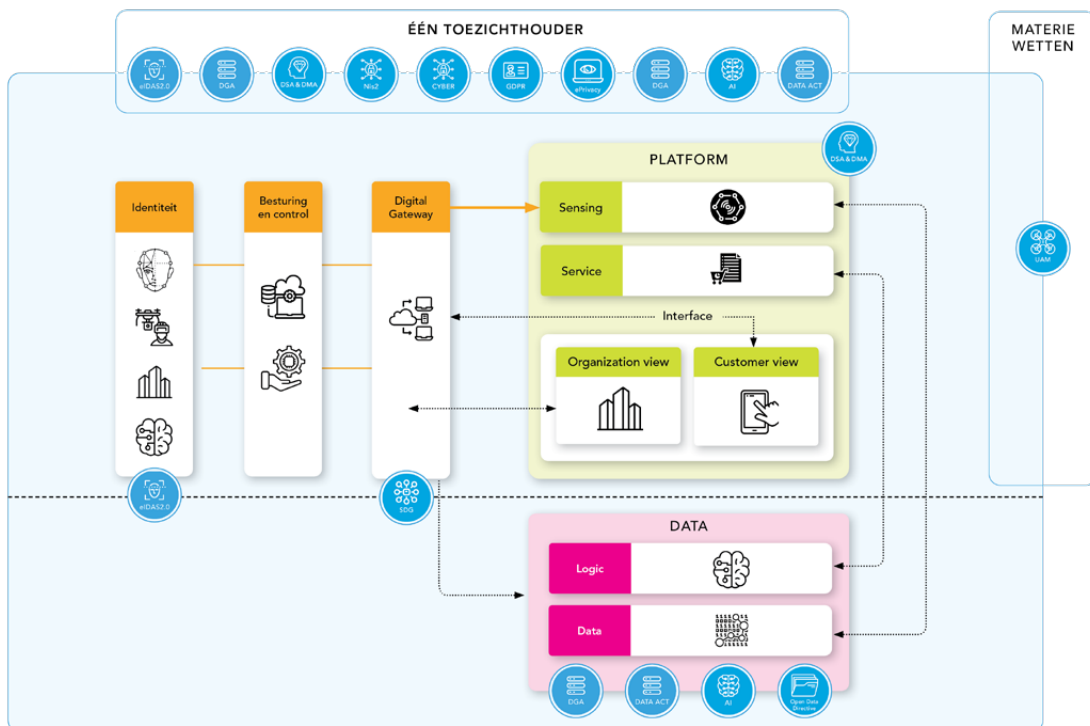 ÉÉN TOEZICHTHOUDER
MATERIE
WETTEN
eIDAS2.0
DGA
DSA & DMA
Nis2
CYBER
GDPR
ePrivacy
DGA
AI
DATA ACT
PLATFORM
DSA & DMA
Identiteit
Besturing
en control
Digital
Gateway
Sensing
Service
UAM
Interface
Organization view
Customer view
eIDAS2.0
SDG
DATA
Logic
Data
DGA
DATA ACT
AI
Open Data
Directive